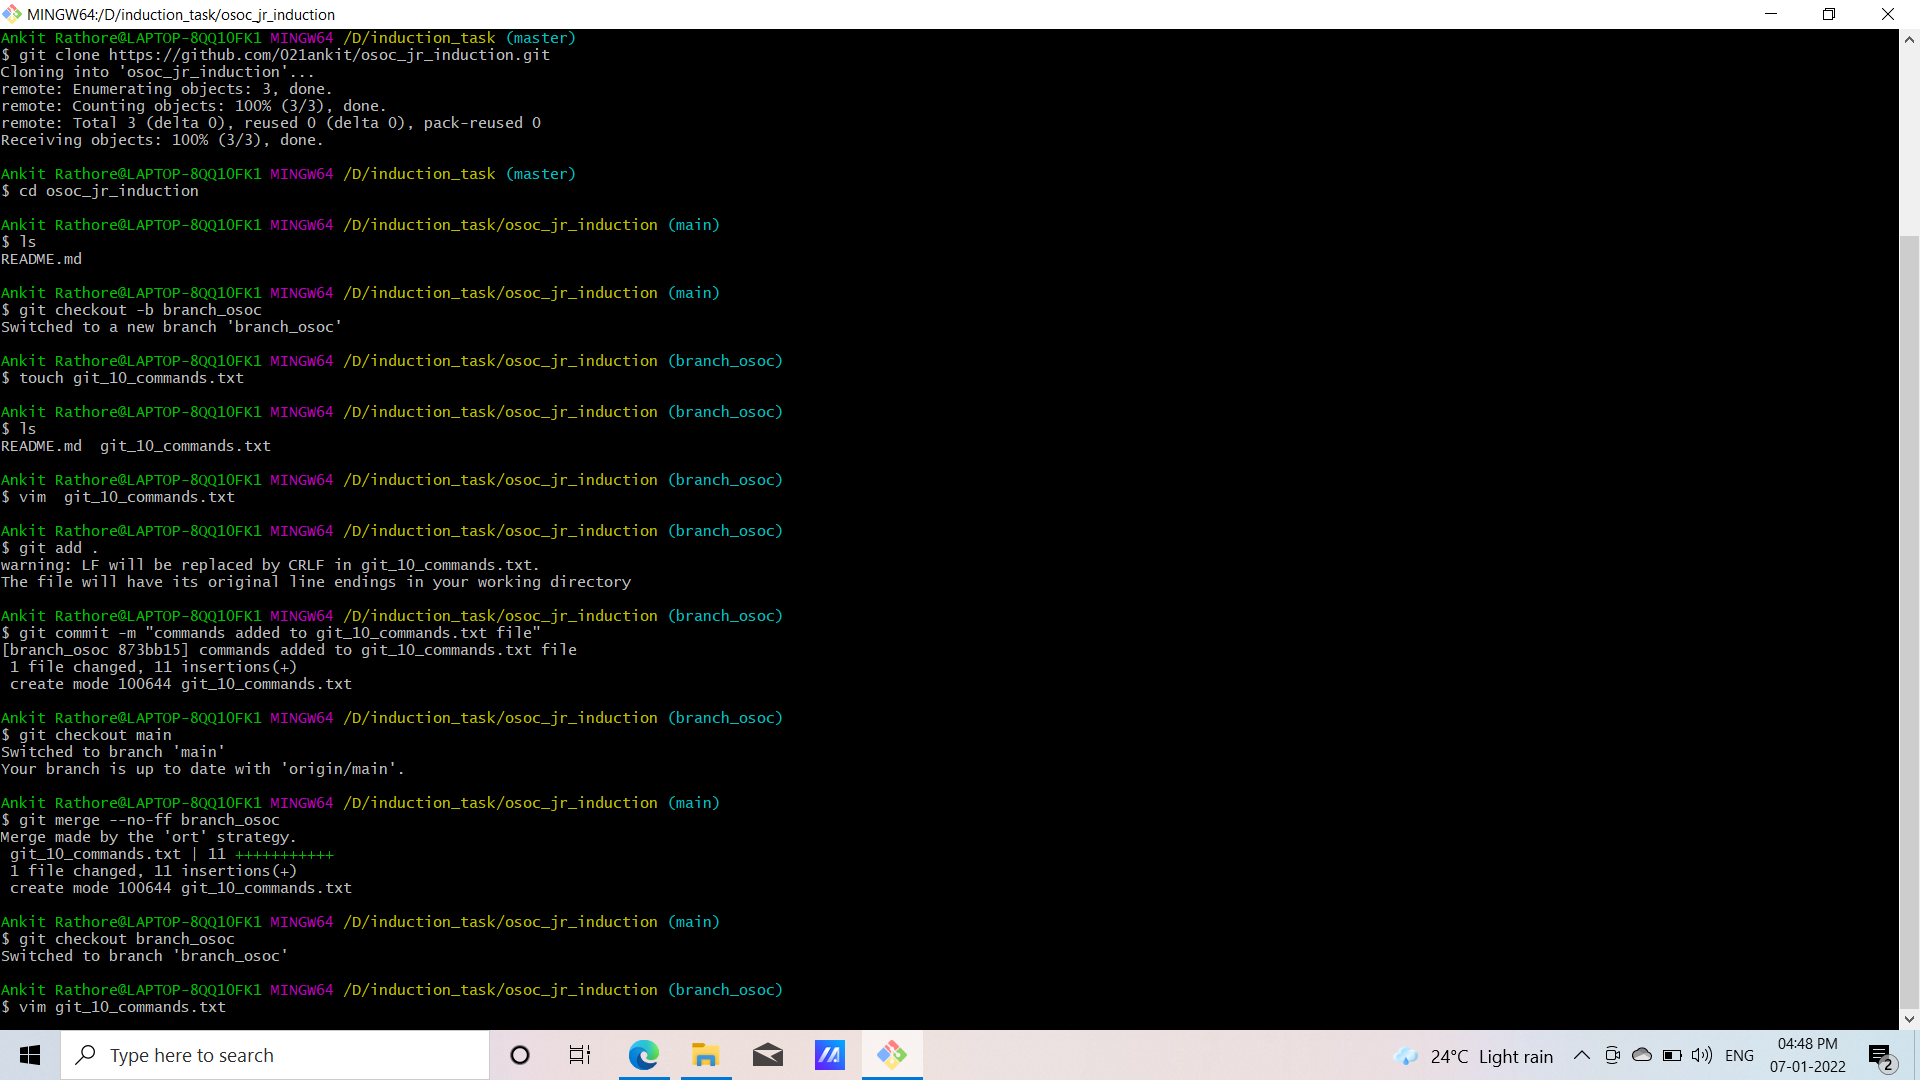 MINGW64:/D/induction_task/osoc_jr_induction
Ankit Rathore@LAPTOP-8QQ10FK1 MINGW64 /D/induction_task (master)
$ git clone https://github.com/021ankit/osoc_jr_induction.git
Cloning into 'osoc_jr_induction'...
remote: Enumerating objects: 3, done.
remote: Counting objects: 100% (3/3), done.
remote: Total 3 (delta 0), reused 0 (delta 0), pack-reused 0
Receiving objects: 100% (3/3), done.
Ankit Rathore@LAPTOP-8QQ10FK1 MINGW64 /D/induction_task (master)
$ cd osoc_jr_induction
Ankit Rathore@LAPTOP-8QQ10FK1 MINGW64 /D/induction_task/osoc_jr_induction (main)
$ ls
README.md
Ankit Rathore@LAPTOP-8QQ10FK1 MINGW64 /D/induction_task/osoc_jr_induction (main)
$ git checkout -b branch_osoc
Switched to a new branch 'branch_osoc'
Ankit Rathore@LAPTOP-8QQ10FK1 MINGW64 /D/induction_task/osoc_jr_induction (branch_osoc)
$ touch git_10_commands.txt
Ankit Rathore@LAPTOP-8QQ10FK1 MINGW64 /D/induction_task/osoc_jr_induction (branch_osoc)
$ ls
README.md  git_10_commands.txt
Ankit Rathore@LAPTOP-8QQ10FK1 MINGW64 /D/induction_task/osoc_jr_induction (branch_osoc)
$ vim  git_10_commands.txt
Ankit Rathore@LAPTOP-8QQ10FK1 MINGW64 /D/induction_task/osoc_jr_induction (branch_osoc)
$ git add .
warning: LF will be replaced by CRLF in git_10_commands.txt.
The file will have its original line endings in your working directory
Ankit Rathore@LAPTOP-8QQ10FK1 MINGW64 /D/induction_task/osoc_jr_induction (branch_osoc)
$ git commit -m "commands added to git_10_commands.txt file"
[branch_osoc 873bb15] commands added to git_10_commands.txt file
 1 file changed, 11 insertions(+)
 create mode 100644 git_10_commands.txt
Ankit Rathore@LAPTOP-8QQ10FK1 MINGW64 /D/induction_task/osoc_jr_induction (branch_osoc)
$ git checkout main
Switched to branch 'main'
Your branch is up to date with 'origin/main'.
Ankit Rathore@LAPTOP-8QQ10FK1 MINGW64 /D/induction_task/osoc_jr_induction (main)
$ git merge --no-ff branch_osoc
Merge made by the 'ort' strategy.
 git_10_commands.txt | 11 +++++++++++
 1 file changed, 11 insertions(+)
 create mode 100644 git_10_commands.txt
Ankit Rathore@LAPTOP-8QQ10FK1 MINGW64 /D/induction_task/osoc_jr_induction (main)
$ git checkout branch_osoc
Switched to branch 'branch_osoc'
Ankit Rathore@LAPTOP-8QQ10FK1 MINGW64 /D/induction_task/osoc_jr_induction (branch_osoc)
$ vim git_10_commands.txt
Type here to search
24°C Light rain
ENG
04:48 PM
07-01-2022
2